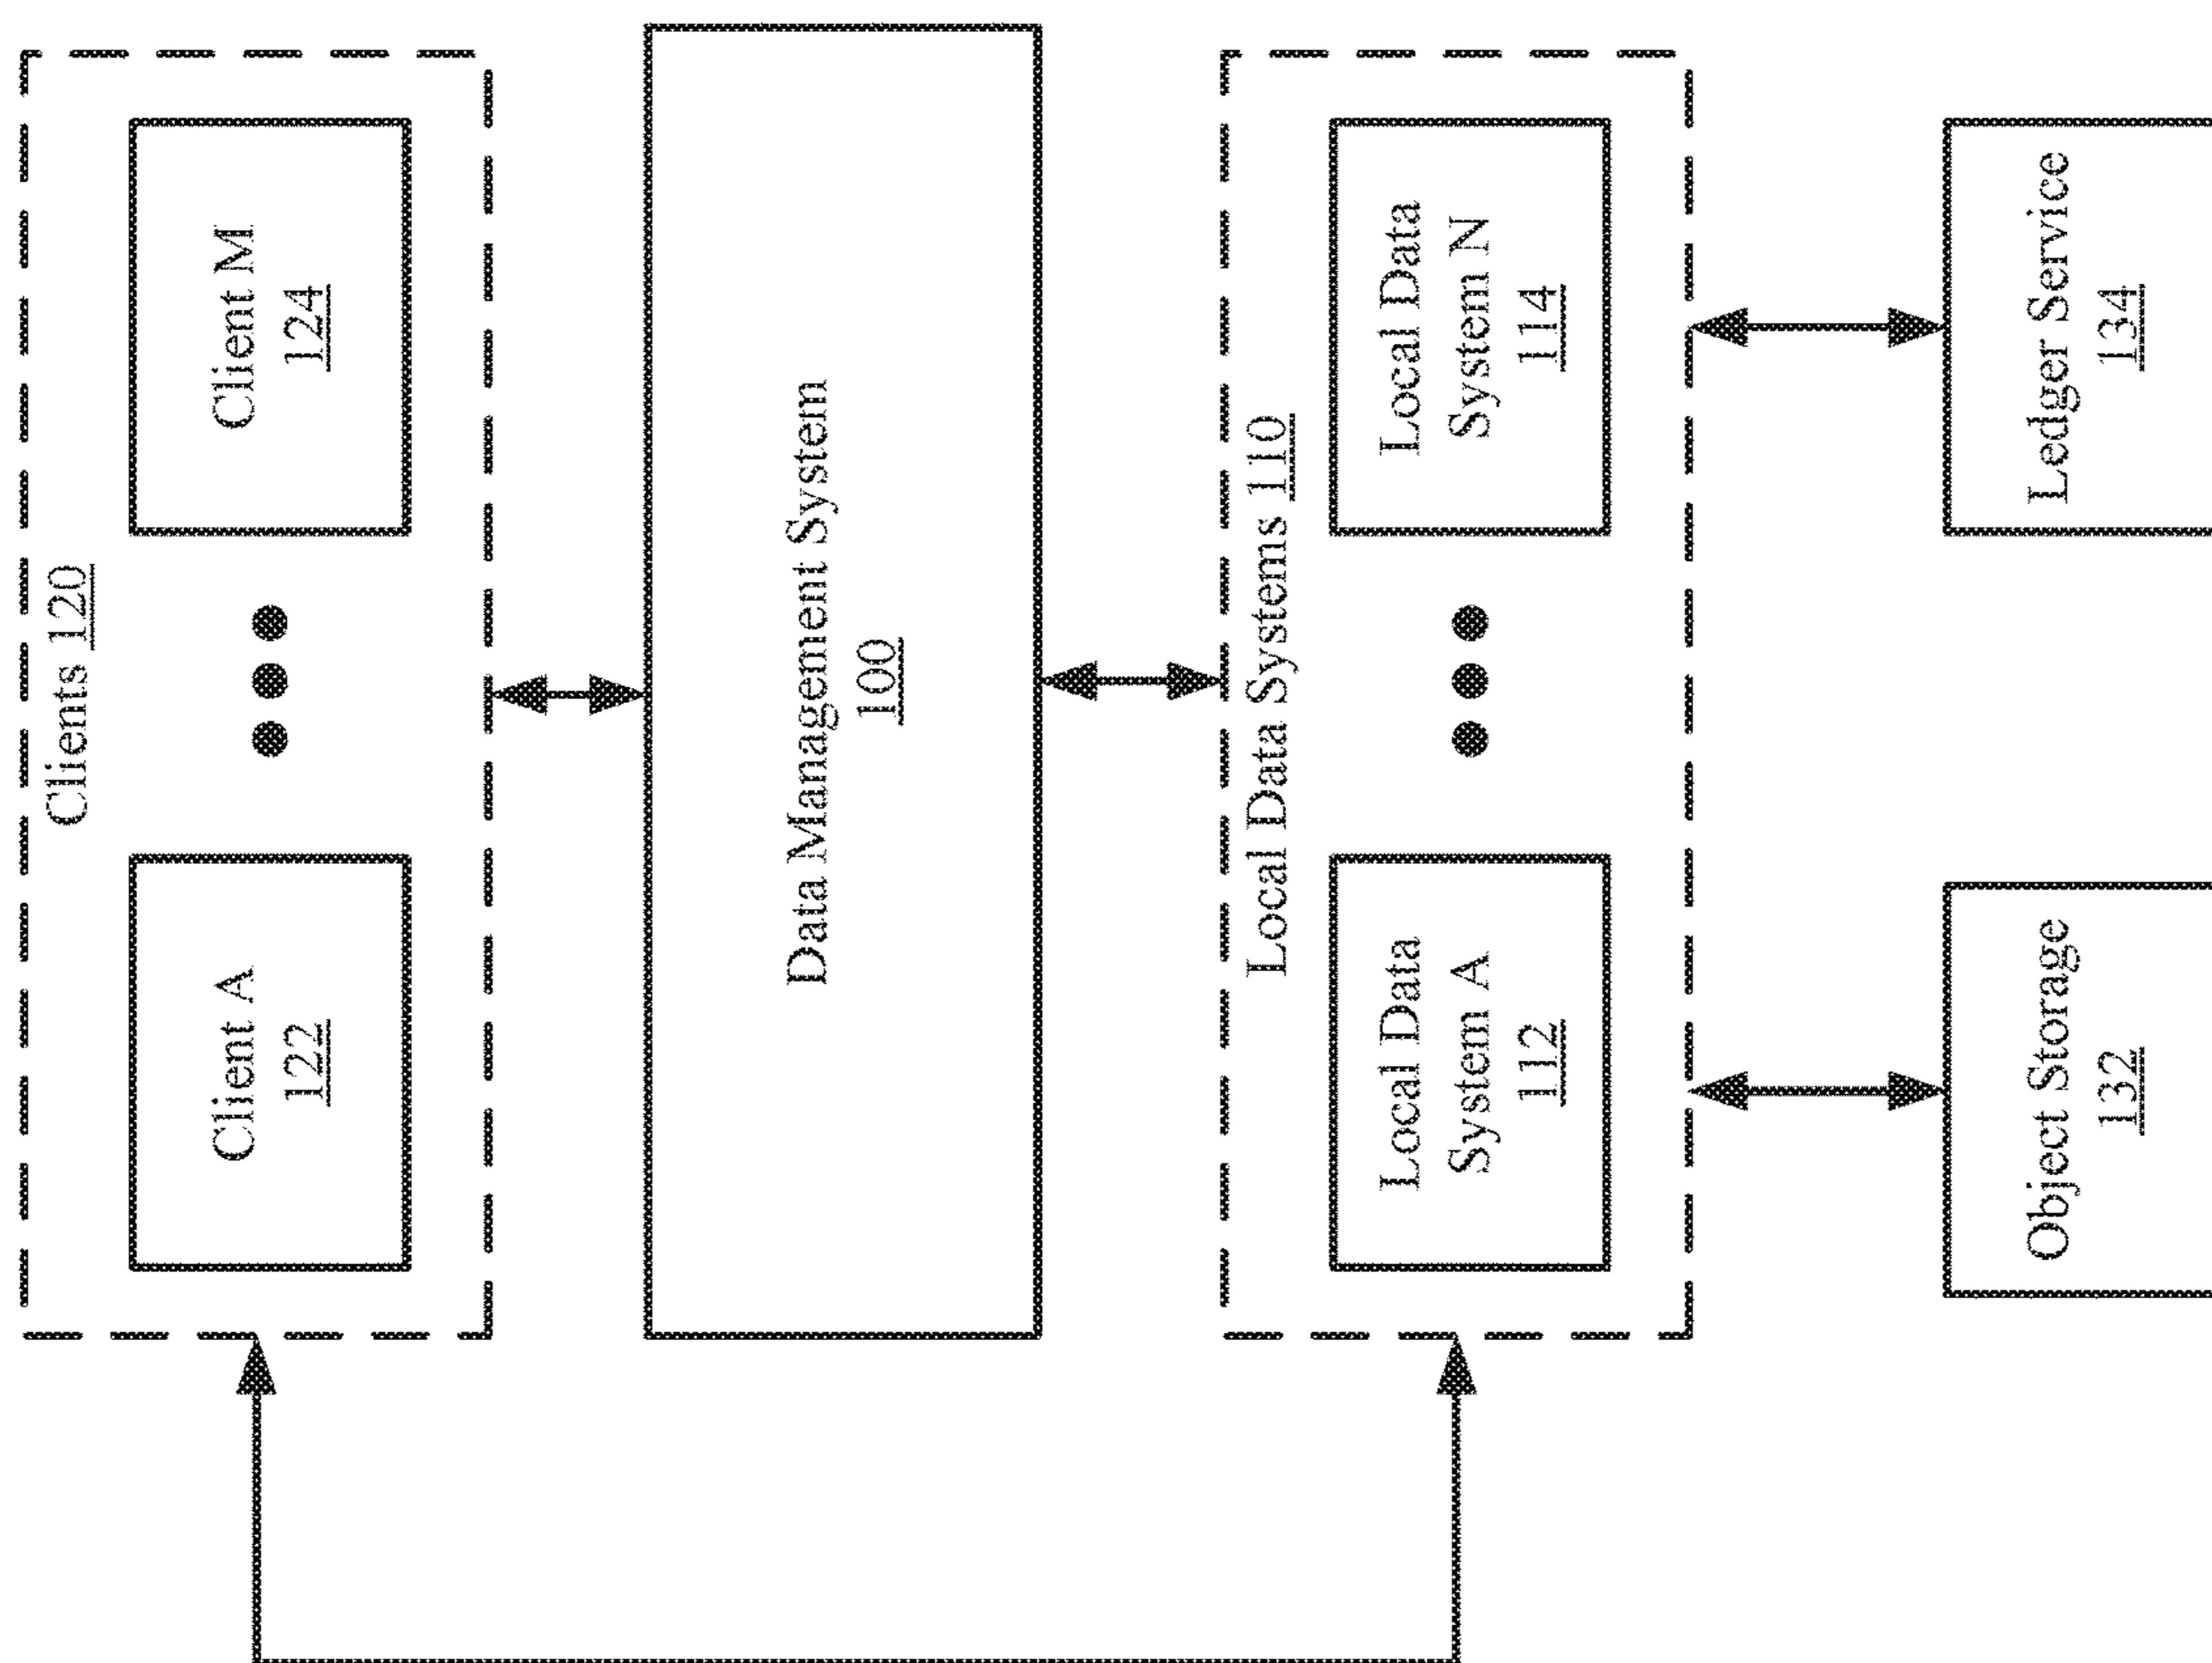 Clients 120
Client A
122
Client M
124
Data Management System
100
Local Data Systems 110
Local Data
System A
112
Local Data
System N
114
Object Storage
132
Ledger Service
134